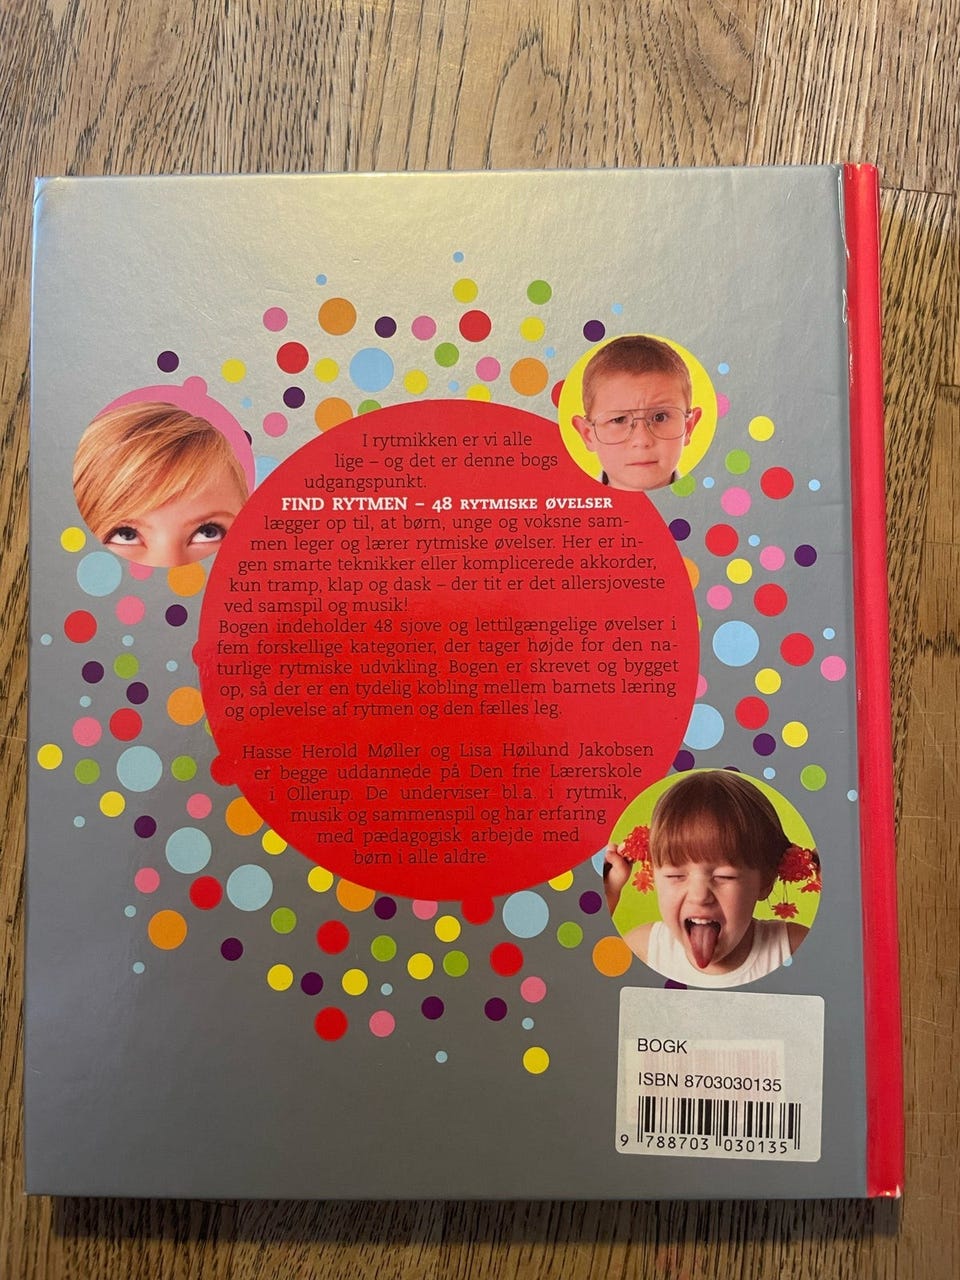 I rytmikken er vi alle
lige – og det er denne bogs
udgangspunkt.
FIND RYTMEN – 48 RYTMISKE ØVELSER
lægger op til, at børn, unge og voksne sam-
men leger og lærer rytmiske øvelser. Her er in-
gen smarte teknikker eller komplicerede akkorder,
kun tramp, klap og dask – der tit er det allersjoveste
ved samspil og musik!
Bogen indeholder 48 sjove og lettilgængelige øvelser i
fem forskellige kategorier, der tager højde for den na-
turlige rytmiske udvikling. Bogen er skrevet og bygget
op, så der er en tydelig kobling mellem barnets læring
og oplevelse af rytmen og den fælles leg.
Hasse Herold Møller og Lisa Høilund Jakobsen
er begge uddannede på Den frie Lærerskole
i Ollerup. De underviser bl.a. i rytmik,
musik og sammenspil og har erfaring
med pædagogisk arbejde med
børn i alle aldre.
BOGK
ISBN 8703030135
9 788703 030135